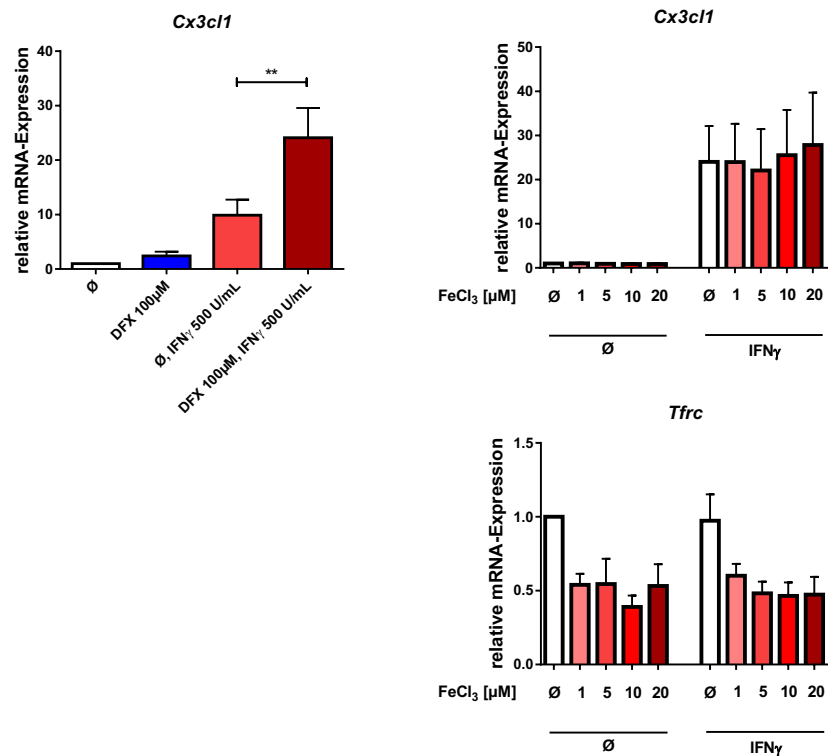 Cx3cl1
relative mRNA-Expression
40
30
20
10
0
**
Ø
DFX 100µM
Ø, IFNγ 500 U/mL
DFX 100µM, IFNγ 500 U/mL
Cx3cl1
relative mRNA-Expression
50
40
30
20
10
0
FeCl3 [µM] Ø 1 5 10 20 Ø 1 5 10 20
Ø IFNγ
Tfrc
relative mRNA-Expression
1.5
1.0
0.5
0.0
FeCl3 [µM] Ø 1 5 10 20 Ø 1 5 10 20
Ø IFNγ